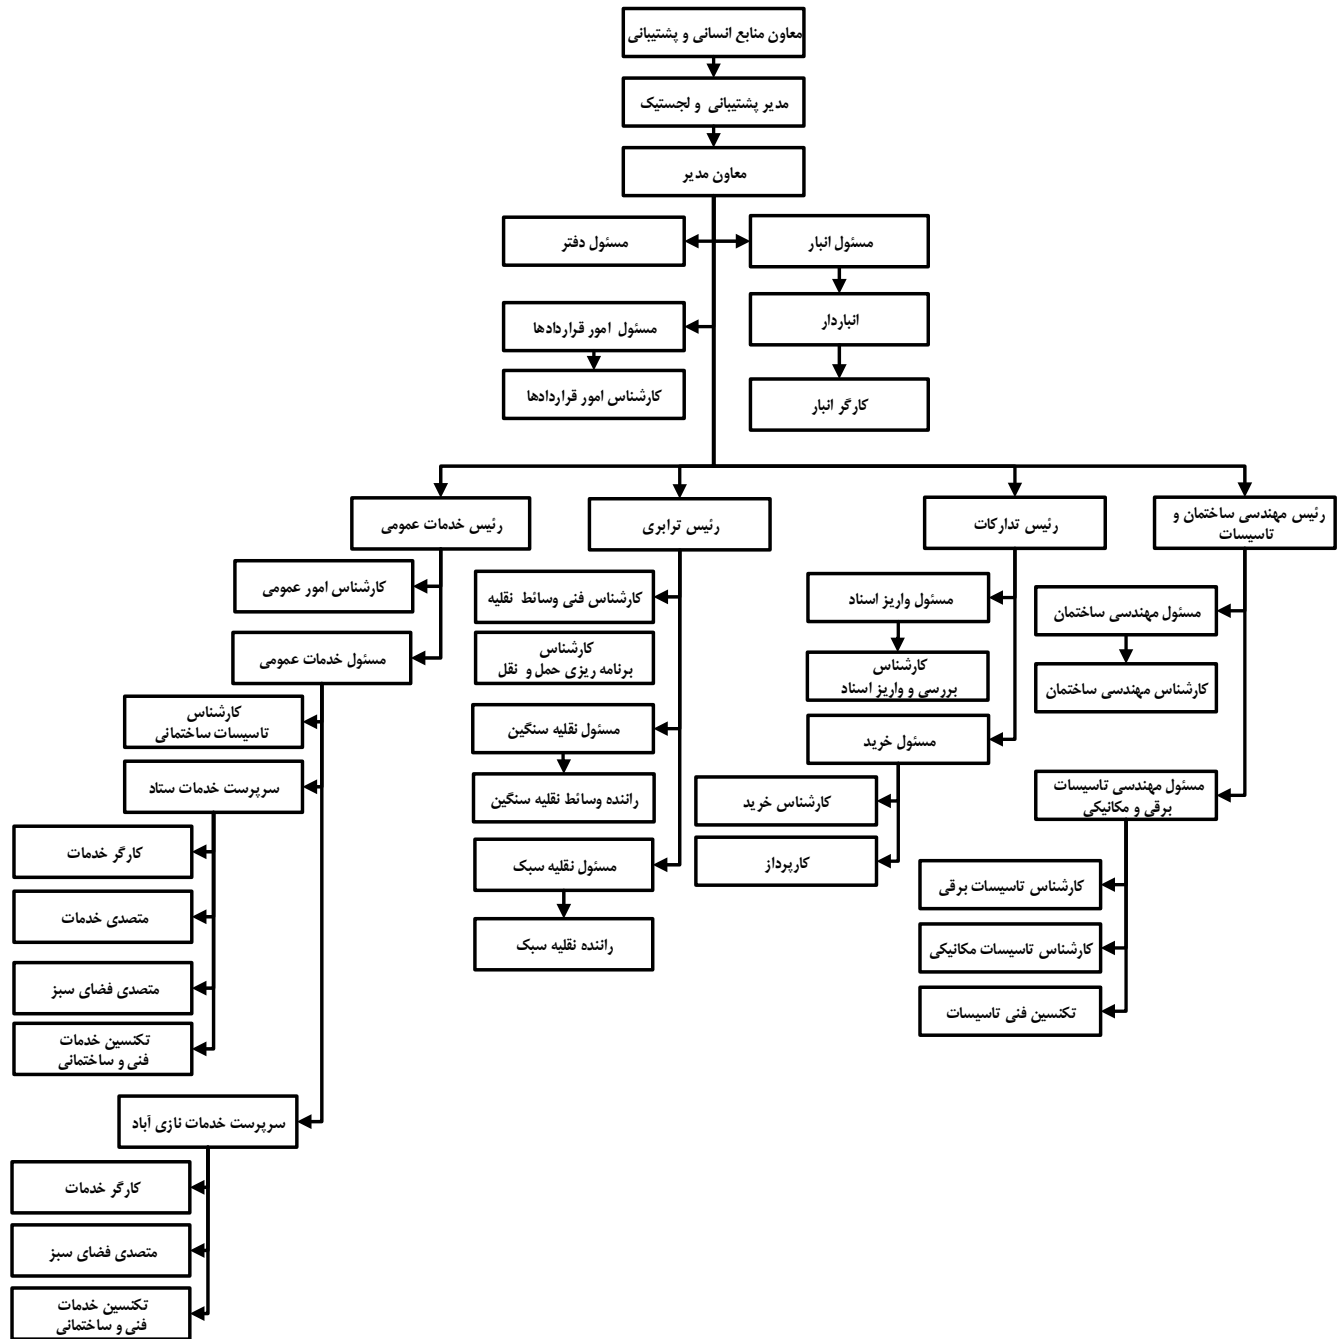 معاون منابع انسانی و پشتیبانی
مدیر پشتیبانی و لجستیک
معاون مدیر
مسئول انبار
مسئول دفتر
انباردار
مسئول امور قراردادها
کارگر انبار
کارشناس امور قراردادها
رئیس مهندسی ساختمان و
تاسیسات
رئیس تدارکات
رئیس ترابری
رئیس خدمات عمومی
مسئول مهندسی ساختمان
کارشناس مهندسی ساختمان
مسئول مهندسی تاسیسات
برقی و مکانیکی
کارشناس تاسیسات برقی
کارشناس تاسیسات مکانیکی
تکنسین فنی تاسیسات
مسئول واریز اسناد
کارشناس
بررسی و واریز اسناد
مسئول خرید
کارشناس خرید
کارپرداز
کارشناس فنی وسائط نقلیه
کارشناس
برنامه ریزی حمل و نقل
مسئول نقلیه سنگین
راننده وسائط نقلیه سنگین
مسئول نقلیه سبک
راننده نقلیه سبک
کارشناس امور عمومی
مسئول خدمات عمومی
کارشناس
تاسیسات ساختمانی
سرپرست خدمات ستاد
کارگر خدمات
متصدی خدمات
متصدی فضای سبز
تکنسین خدمات
فنی و ساختمانی
سرپرست خدمات نازی آباد
کارگر خدمات
متصدی فضای سبز
تکنسین خدمات
فنی و ساختمانی